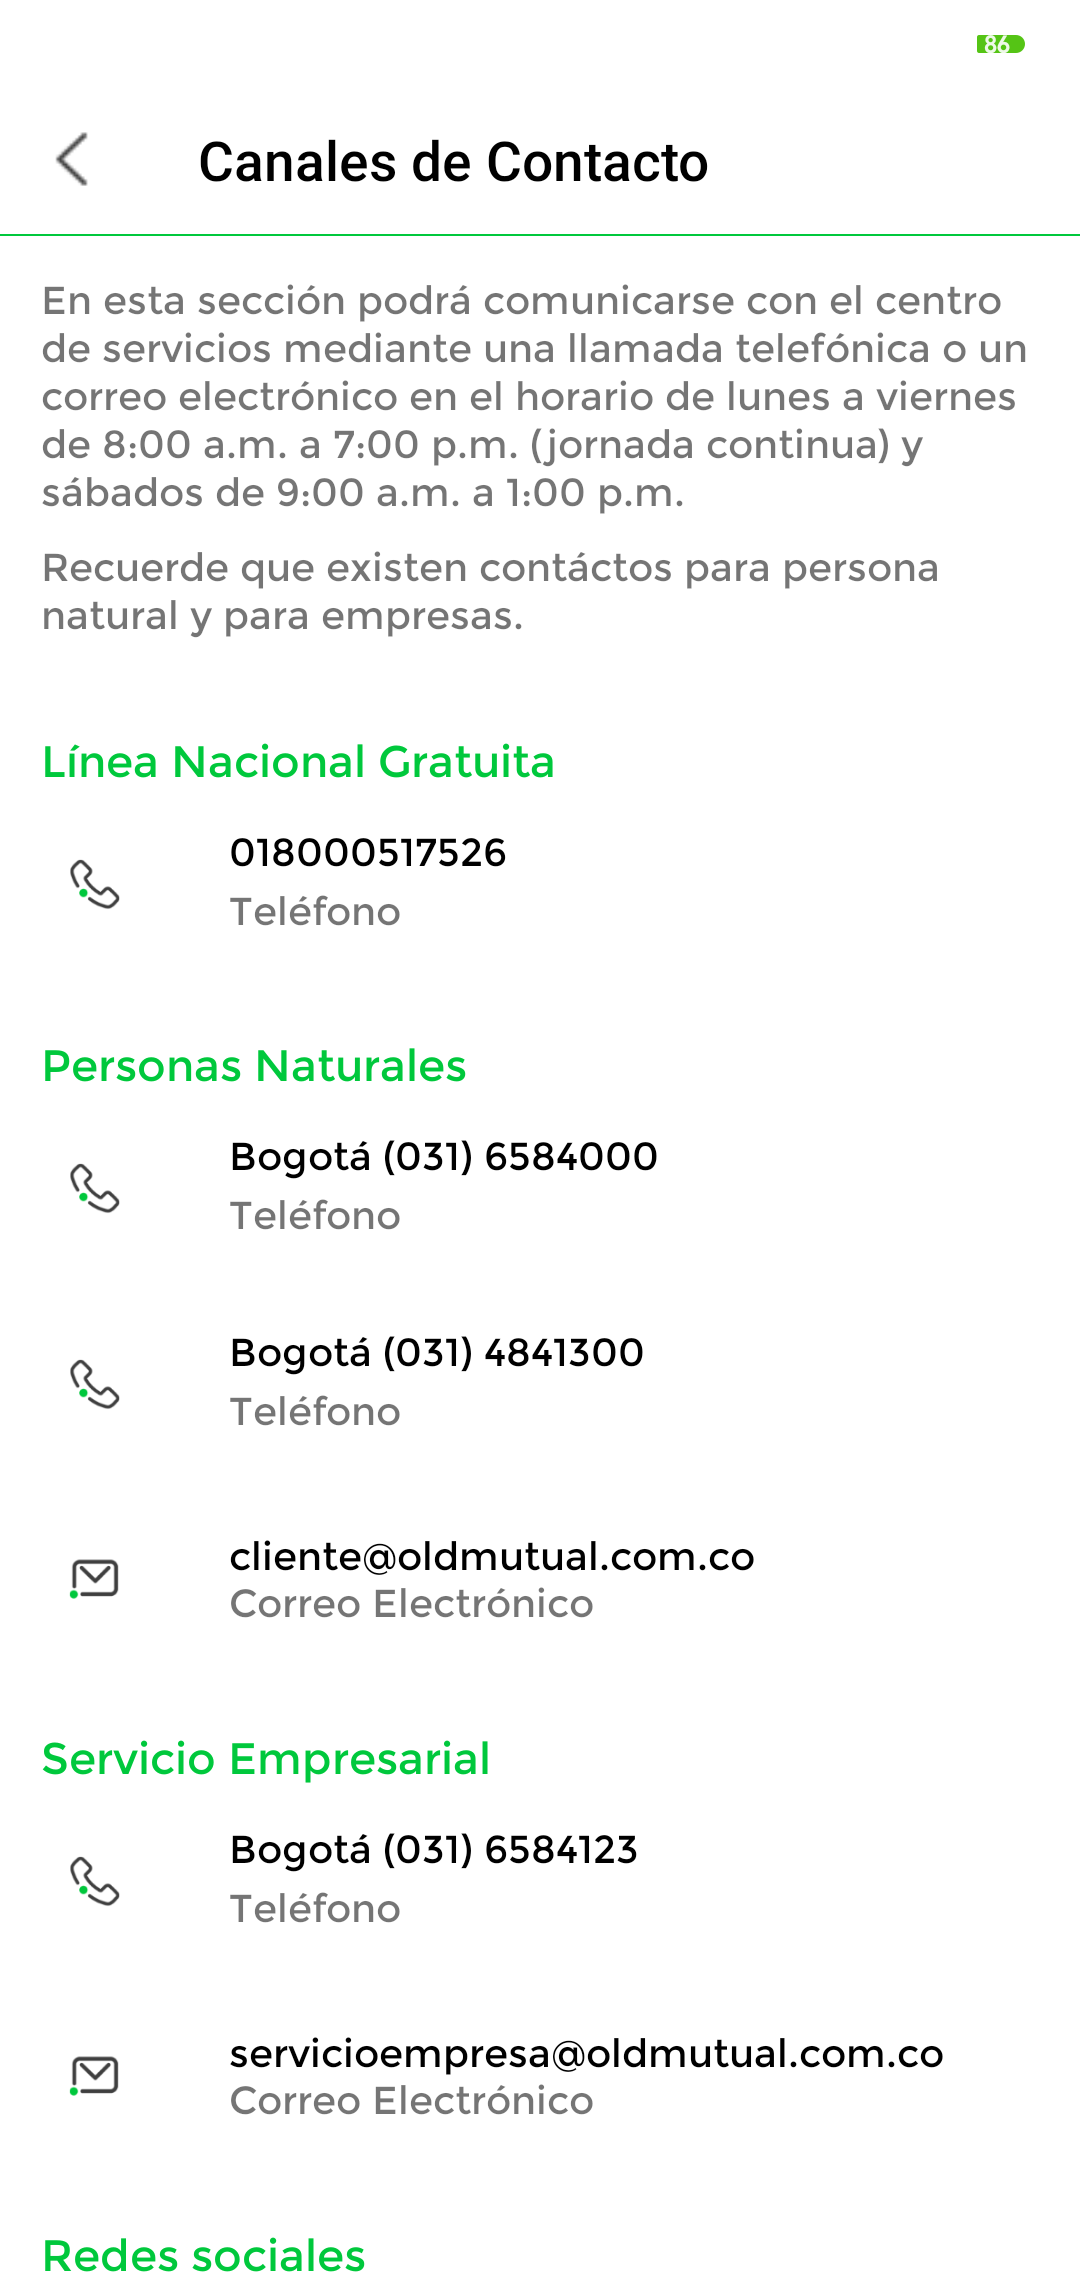 86
Canales de Contacto
En esta sección podrá comunicarse con el centro
de servicios mediante una llamada telefónica o un
correo electrónico en el horario de lunes a viernes
de 8:00 a.m. a 7:00 p.m. (jornada continua) y
sábados de 9:00 a.m. a 1:00 p.m.
Recuerde que existen contáctos para persona
natural y para empresas.
Línea Nacional Gratuita
018000517526
Teléfono
Personas Naturales
Bogotá (031) 6584000
Teléfono
Bogotá (031) 4841300
Teléfono
cliente@oldmutual.com.co
Correo Electrónico
Servicio Empresarial
Bogotá (031) 6584123
Teléfono
servicioempresa@oldmutual.com.co
Correo Electrónico
Redes sociales